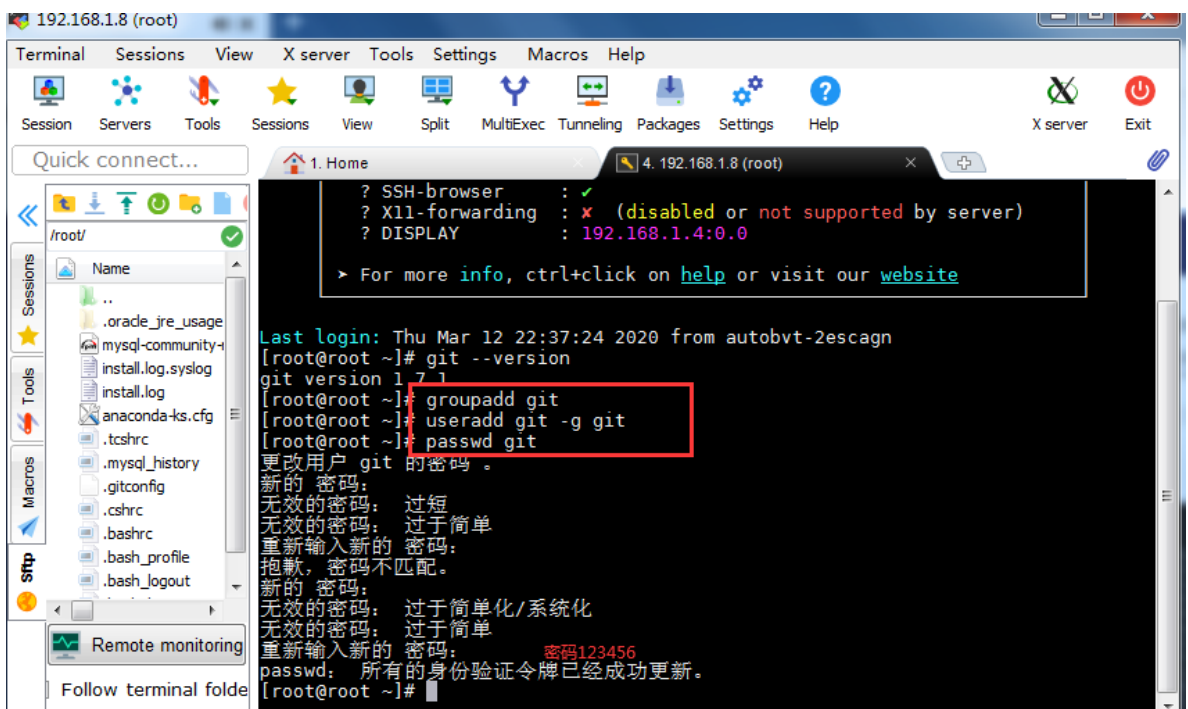 192.168.1.8 (root)
Terminal Sessions View X server Tools Settings Macros Help
Session Servers Tools Sessions View Split MultiExec Tunneling Packages Settings Help X server Exit
Quick connect...
1. Home
4. 192.168.1.8 (root)
/root/
Name
..
.oracle_jre_usage
mysql-community-
install.log.syslog
install.log
anaconda-ks.cfg
.tcshrc
.mysql_history
.gitconfig
.cshrc
.bashrc
.bash_profile
.bash_logout
Sessions
Tools
Macros
Sftp
Remote monitoring
Follow terminal folde
? SSH-browser : ✔
? X11-forwarding : ✘ (disabled or not supported by server)
? DISPLAY : 192.168.1.4:0.0
➤ For more info, ctrl+click on help or visit our website
Last login: Thu Mar 12 22:37:24 2020 from autobvt-2escagn
[root@root ~]# git --version
git version 1.7.1
[root@root ~]# groupadd git
[root@root ~]# useradd git -g git
[root@root ~]# passwd git
更改用户 git 的密码 。
新的 密码：
无效的密码： 过短
无效的密码： 过于简单
重新输入新的 密码：
抱歉，密码不匹配。
新的 密码：
无效的密码： 过于简单化/系统化
无效的密码： 过于简单
重新输入新的 密码：
密码123456
passwd： 所有的身份验证令牌已经成功更新。
[root@root ~]#